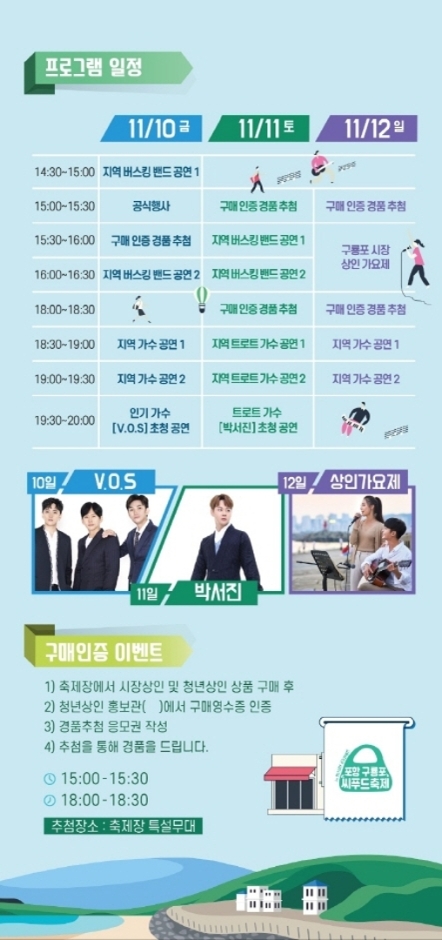 프로그램 일정
11/10 금 11/11 토 11/12 일
14:30~15:00 지역 버스킹 밴드 공연 1
15:00~15:30 공식행사 구매 인증 경품 추첨 구매 인증 경품 추첨
15:30~16:00 구매 인증 경품 추첨 지역 버스킹 밴드 공연 1 구룡포 시장
상인 가요제
16:00~16:30 지역 버스킹 밴드 공연 2 지역 버스킹 밴드 공연 2
18:00~18:30 구매 인증 경품 추첨 구매 인증 경품 추첨
18:30~19:00 지역 가수 공연 1 지역 트로트 가수 공연 1 지역 가수 공연 1
19:00~19:30 지역 가수 공연 2 지역 트로트 가수 공연 2 지역 가수 공연 2
19:30~20:00 인기 가수 트로트 가수
[V.O.S] 초청 공연 [박서진] 초청 공연
10일 V.O.S 12일 상인가요제
11일 박서진
구매인증 이벤트
1) 축제장에서 시장상인 및 청년상인 상품 구매 후
2) 청년상인 홍보관( )에서 구매영수증 인증
3) 경품추첨 응모권 작성
4) 추첨을 통해 경품을 드립니다.
15:00-15:30
18:00-18:30
추첨장소 : 축제장 특설무대
포항 구룡포
씨푸드축제